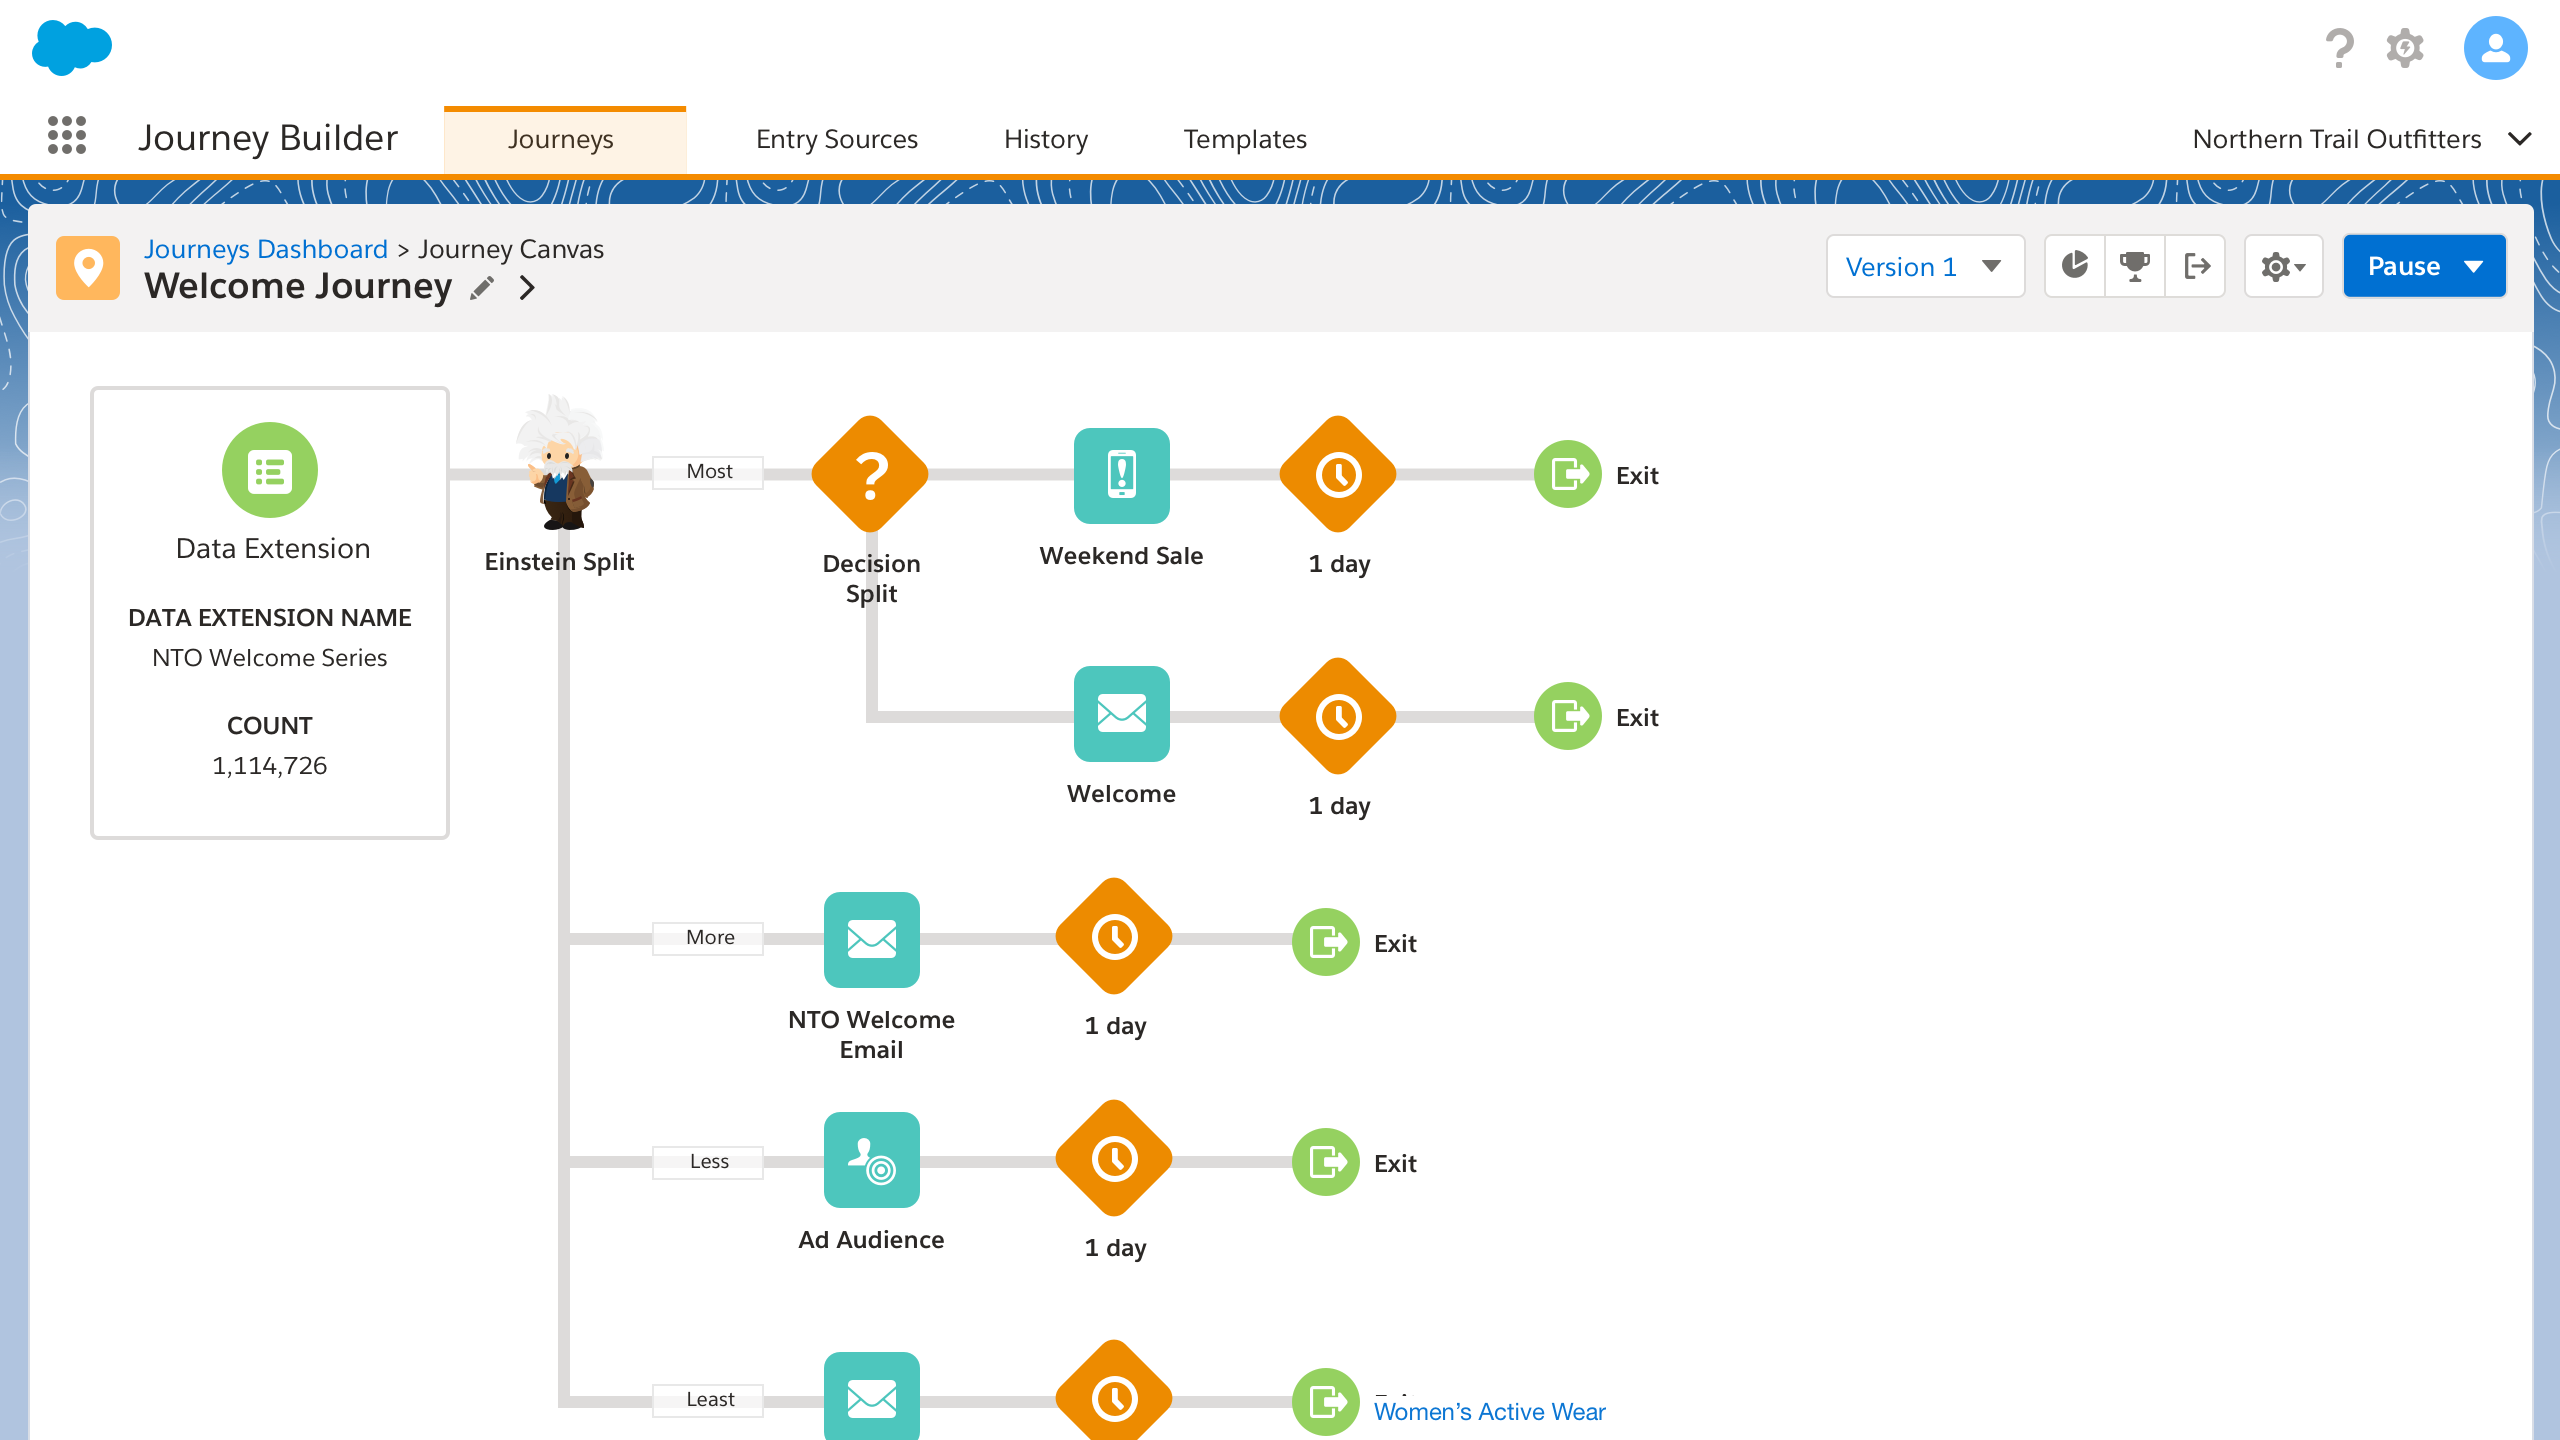 Journey Builder
Journeys
Entry Sources
History
Templates
Northern Trail Outfitters
Journeys Dashboard > Journey Canvas
Welcome Journey
Version 1
Pause
Data Extension
DATA EXTENSION NAME
NTO Welcome Series
COUNT
1,114,726
Einstein Split
Most
Decision
Split
Weekend Sale
1 day
Exit
Welcome
1 day
Exit
More
NTO Welcome
Email
1 day
Exit
Less
Ad Audience
1 day
Exit
Least
Women’s Active Wear